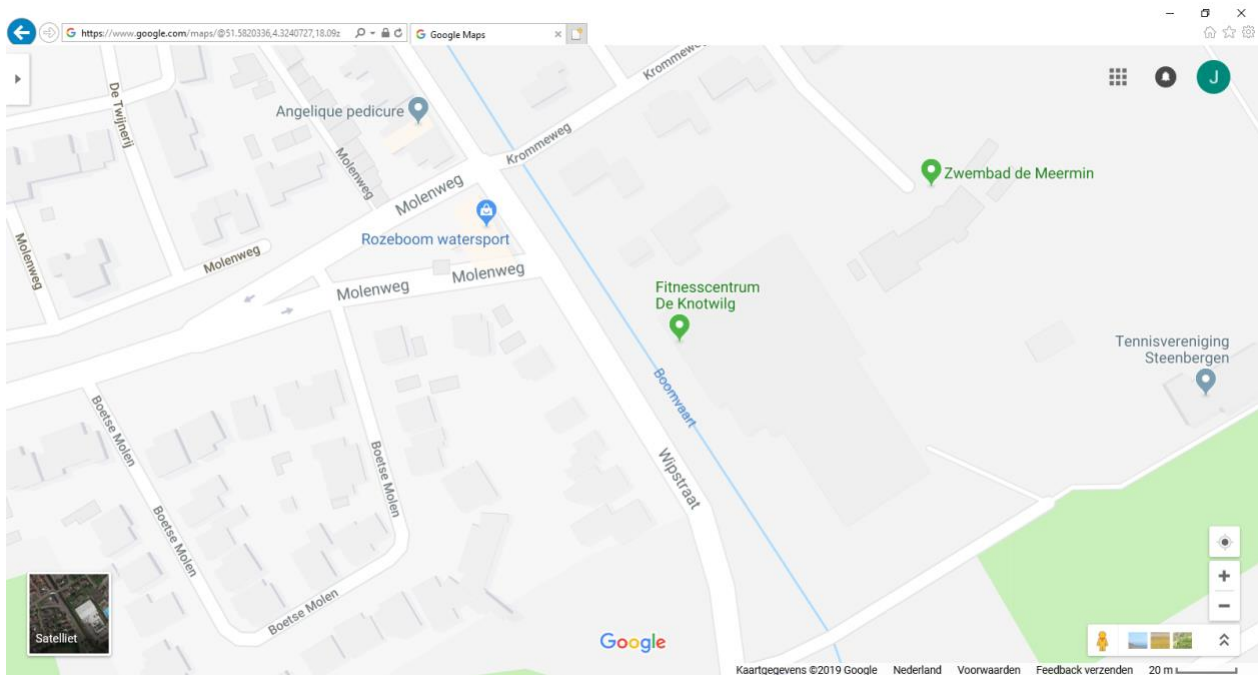 https://www.google.com/maps/@51.5820336,4.3240727,18.09z
Google Maps
J
Krommeweg
De Twijnerij
Angelique pedicure
Krommeweg
Molenweg
Zwembad de Meermin
Molenweg
Rozeboom watersport
Molenweg
Molenweg
Molenweg
Molenweg
Fitnesscentrum
De Knotwilg
Tennisvereniging
Steenbergen
Boomvaart
Boetse Molen
Boetse Molen
Wipstraat
Boetse Molen
Boetse Molen
Satelliet
Google
Kaartgegevens ©2019 Google Nederland Voorwaarden Feedback verzenden 20 m